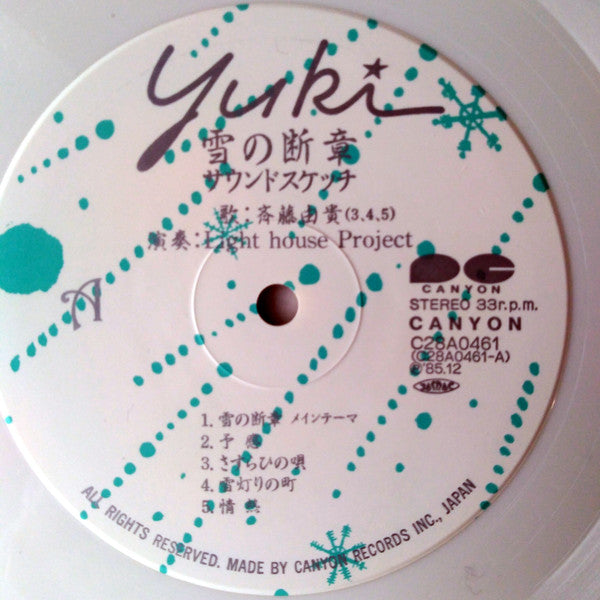 yuki
雪の断章
サウンドスケッチ
歌:斉藤由貴(3,4,5)
演奏:Light house Project
A
PC
CANYON
STEREO 33r.p.m.
CANYON
C28A0461
(C28A0461-A)
℗'85.12
1. 雪の断章 メインテーマ
2. 予感
3. さすらひの唄
4. 雪灯りの町
5. 情熱
ALL RIGHTS RESERVED. MADE BY CANYON RECORDS INC., JAPAN